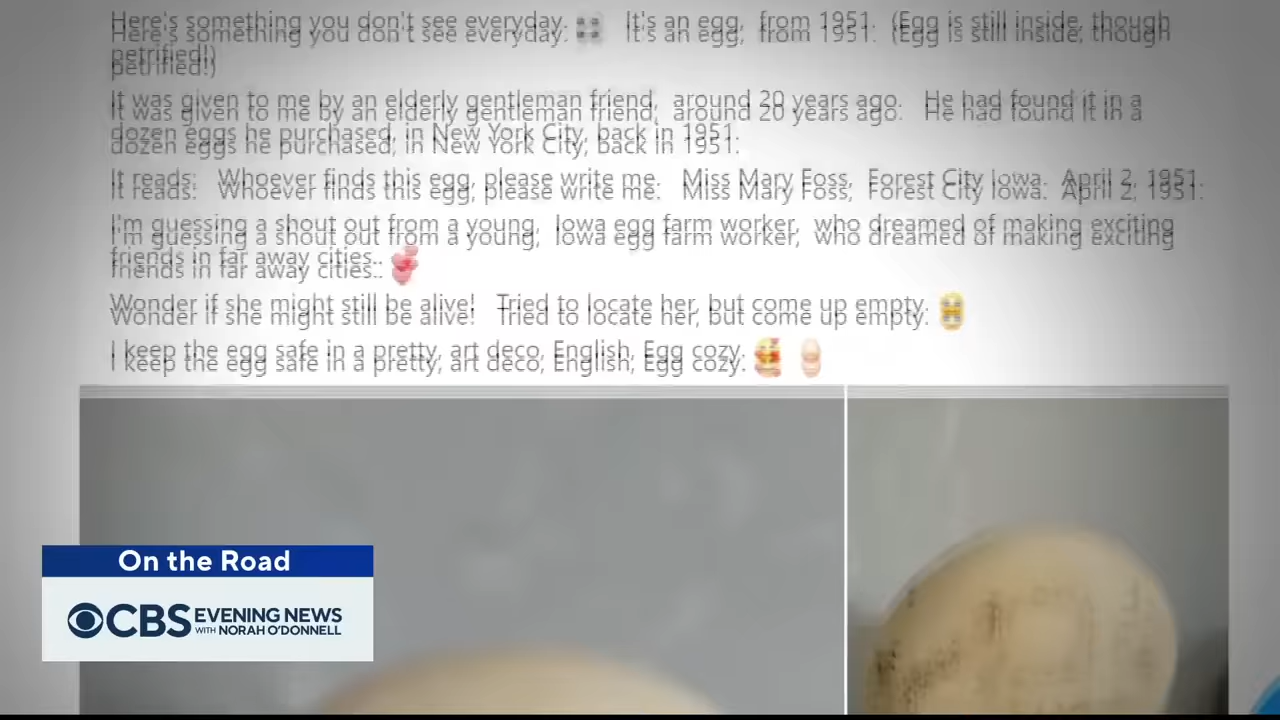 Here's something you don't see everyday. It's an egg, from 1951. (Egg is still inside, though
petrified!)
It was given to me by an elderly gentleman friend, around 20 years ago. He had found it in a
dozen eggs he purchased, in New York City, back in 1951.
It reads: Whoever finds this egg, please write me. Miss Mary Foss, Forest City Iowa. April 2, 1951.
I'm guessing a shout out from a young, Iowa egg farm worker, who dreamed of making exciting
friends in far away cities..
Wonder if she might still be alive! Tried to locate her, but come up empty.
I keep the egg safe in a pretty, art deco, English, Egg cozy.
On the Road
CBS EVENING NEWS
WITH NORAH O'DONNELL